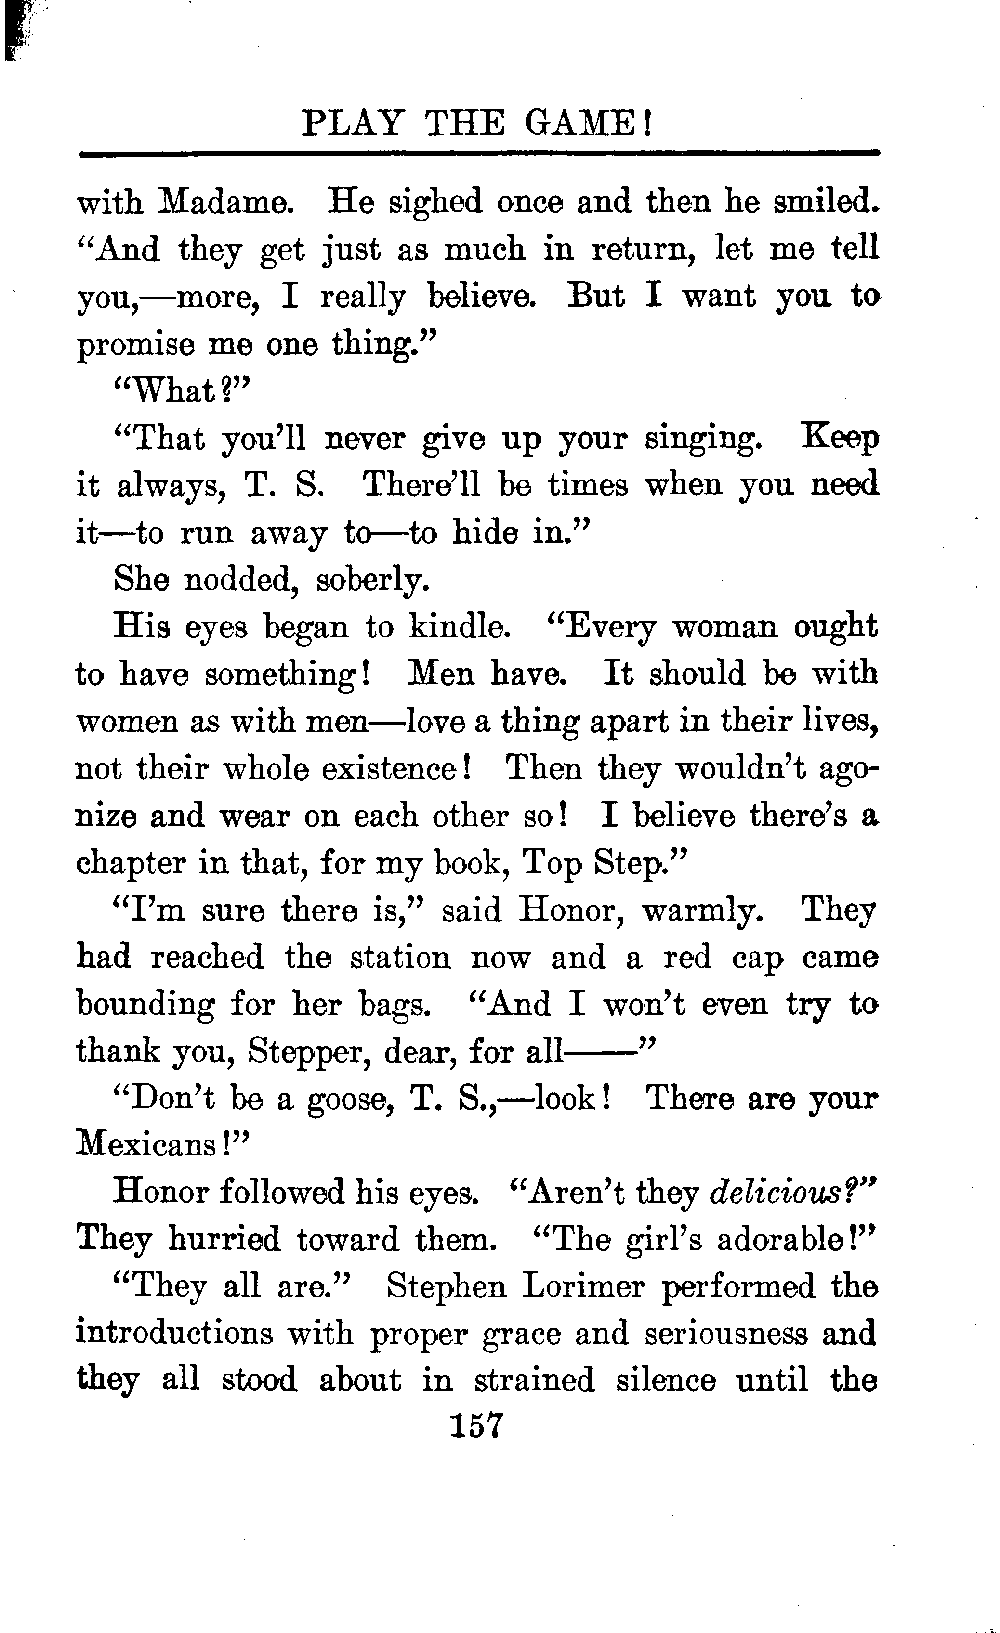 PLAY THE GAME!
with Madame. He sighed once and then he smiled.
“And they get just as much in return, let me tell
you,—more, I really believe. But I want you to
promise me one thing.”
“What?”
“That you’ll never give up your singing. Keep
it always, T. S. There’ll be times when you need
it—to run away to—to hide in.”
She nodded, soberly.
His eyes began to kindle. “Every woman ought
to have something! Men have. It should be with
women as with men—love a thing apart in their lives,
not their whole existence! Then they wouldn’t ago-
nize and wear on each other so! I believe there’s a
chapter in that, for my book, Top Step.”
“I’m sure there is,” said Honor, warmly. They
had reached the station now and a red cap came
bounding for her bags. “And I won’t even try to
thank you, Stepper, dear, for all——”
“Don’t be a goose, T. S.,—look! There are your
Mexicans!”
Honor followed his eyes. “Aren’t they delicious?”
They hurried toward them. “The girl’s adorable!”
“They all are.” Stephen Lorimer performed the
introductions with proper grace and seriousness and
they all stood about in strained silence until the
157